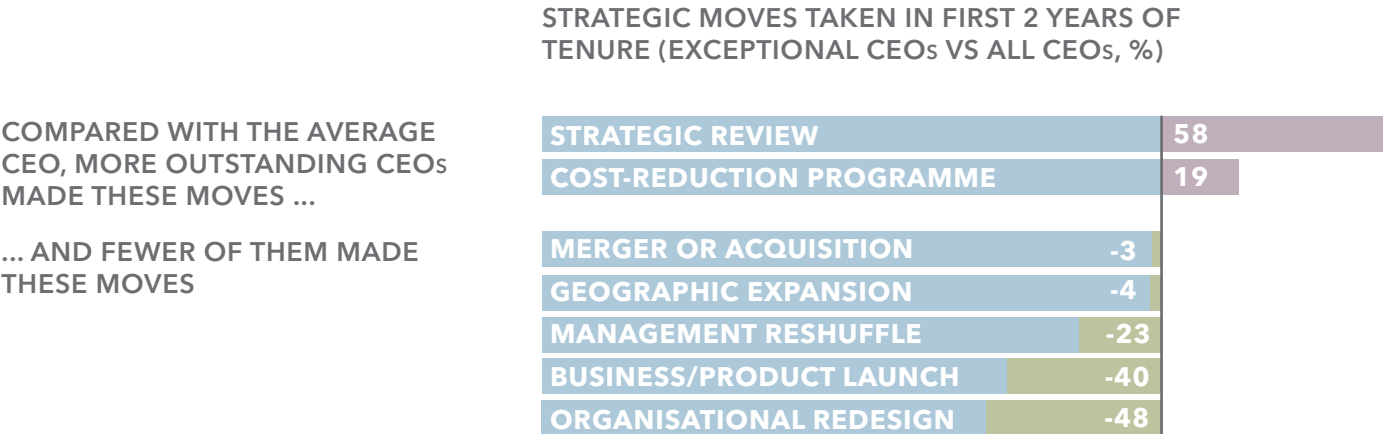 STRATEGIC MOVES TAKEN IN FIRST 2 YEARS OF
TENURE (EXCEPTIONAL CEOs VS ALL CEOs, %)
COMPARED WITH THE AVERAGE
CEO, MORE OUTSTANDING CEOs
MADE THESE MOVES ...
STRATEGIC REVIEW 58
COST-REDUCTION PROGRAMME 19
... AND FEWER OF THEM MADE
THESE MOVES
MERGER OR ACQUISITION -3
GEOGRAPHIC EXPANSION -4
MANAGEMENT RESHUFFLE -23
BUSINESS/PRODUCT LAUNCH -40
ORGANISATIONAL REDESIGN -48